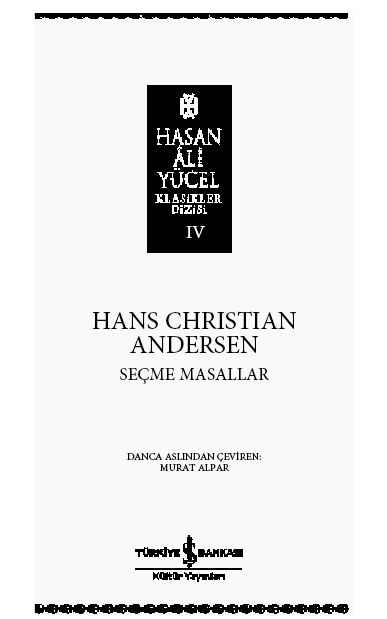 HASAN
ÂLİ
YÜCEL
KLASİKLER
DİZİSİ
IV
HANS CHRISTIAN
ANDERSEN
SEÇME MASALLAR
DANCA ASLINDAN ÇEVİREN:
MURAT ALPAR
TÜRKİYE İŞ BANKASI
Kültür Yayınları